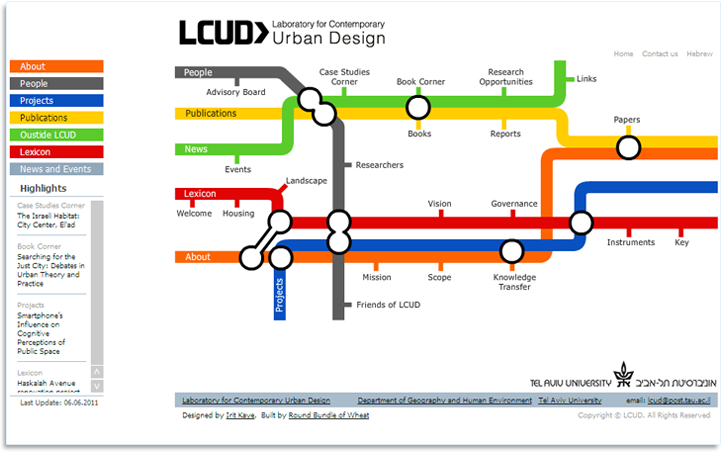 LCUD
Laboratory for Contemporary
Urban Design
Home Contact us Hebrew
About
People
Projects
Publications
Oustide LCUD
Lexicon
News and Events
Highlights
Case Studies Corner
The Israeli Habitat:
City Center, El'ad
Book Corner
Searching for the
Just City: Debates in
Urban Theory and
Practice
Projects
Smartphone's
Influence on
Cognitive
Perceptions of
Public Space
Lexicon
Haskalah Avenue
renovation project
Last Update: 06.06.2011
People
Advisory Board
Case Studies
Corner
Book Corner
Research
Opportunities
Links
Publications
Books
Reports
Papers
News
Events
Researchers
Landscape
Lexicon
Welcome
Housing
Vision
Governance
Instruments
Key
About
Mission
Scope
Knowledge
Transfer
Projects
Friends of LCUD
TEL AVIV UNIVERSITY אוניברסיטת תל-אביב
Laboratory for Contemporary Urban Design Department of Geography and Human Environment Tel Aviv University email: lcud@post.tau.ac.il
Designed by Irit Kaye, Built by Round Bundle of Wheat Copyright © LCUD. All Rights Reserved.